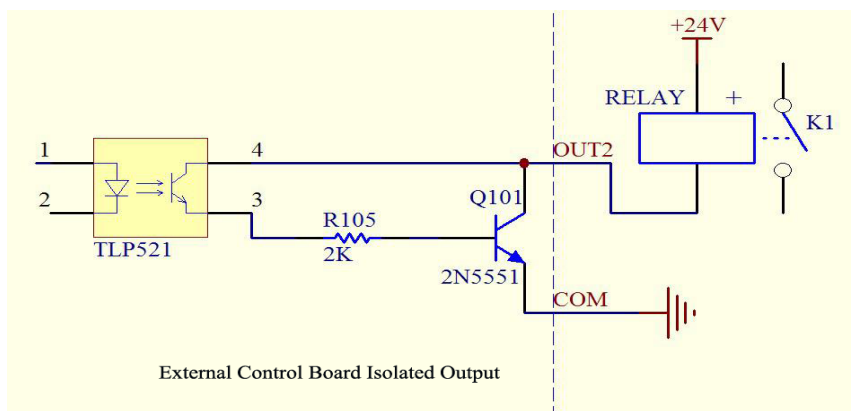 +24V
RELAY
+
K1
1
4
OUT2
2
3
Q101
R105
TLP521
2K
2N5551
COM
External Control Board Isolated Output